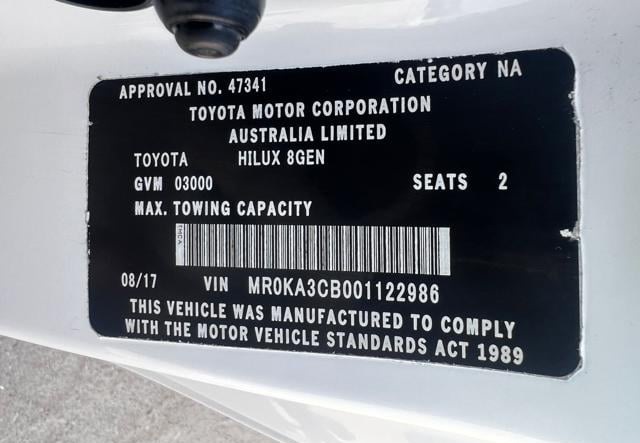 APPROVAL NO. 47341 CATEGORY NA
TOYOTA MOTOR CORPORATION
AUSTRALIA LIMITED
TOYOTA HILUX 8GEN
GVM 03000 SEATS 2
MAX. TOWING CAPACITY
TMCA
08/17 VIN MR0KA3CB001122986
THIS VEHICLE WAS MANUFACTURED TO COMPLY
WITH THE MOTOR VEHICLE STANDARDS ACT 1989